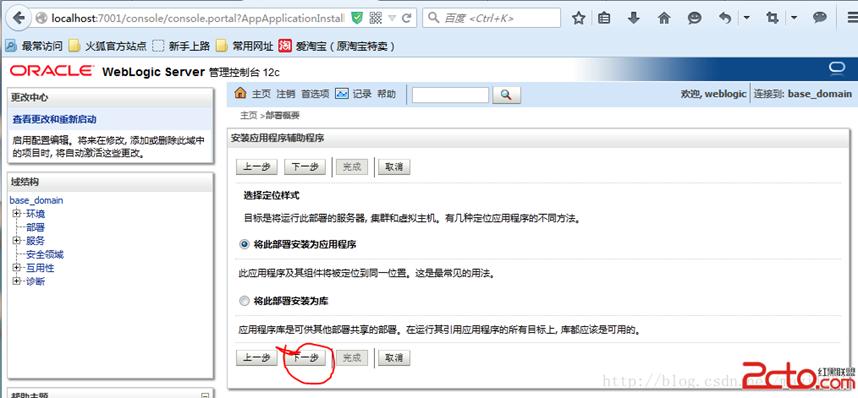 localhost:7001/console/console.portal?AppApplicationInstall
百度 <Ctrl+K>
最常访问 火狐官方站点 新手上路 常用网址 淘 爱淘宝（原淘宝特卖）
ORACLE WebLogic Server 管理控制台 12c
更改中心
查看更改和重新启动
启用配置编辑。将来在修改, 添加或删除此域中
的项目时, 将自动激活这些更改。
域结构
base_domain
环境
部署
服务
安全领域
互用性
诊断
帮助主题
主页 注销 首选项 记录 帮助
欢迎, weblogic 连接到: base_domain
主页 >部署概要
安装应用程序辅助程序
上一步 下一步 完成 取消
选择定位样式
目标是将运行此部署的服务器, 集群和虚拟主机。有几种定位应用程序的不同方法。
将此部署安装为应用程序
此应用程序及其组件将被定位到同一位置。这是最常见的用法。
将此部署安装为库
应用程序库是可供其他部署共享的部署。在运行其引用应用程序的所有目标上, 库都应该是可用的。
上一步 下一步 完成 取消
http://blog.csdn.ne
2cto.com
红黑联盟